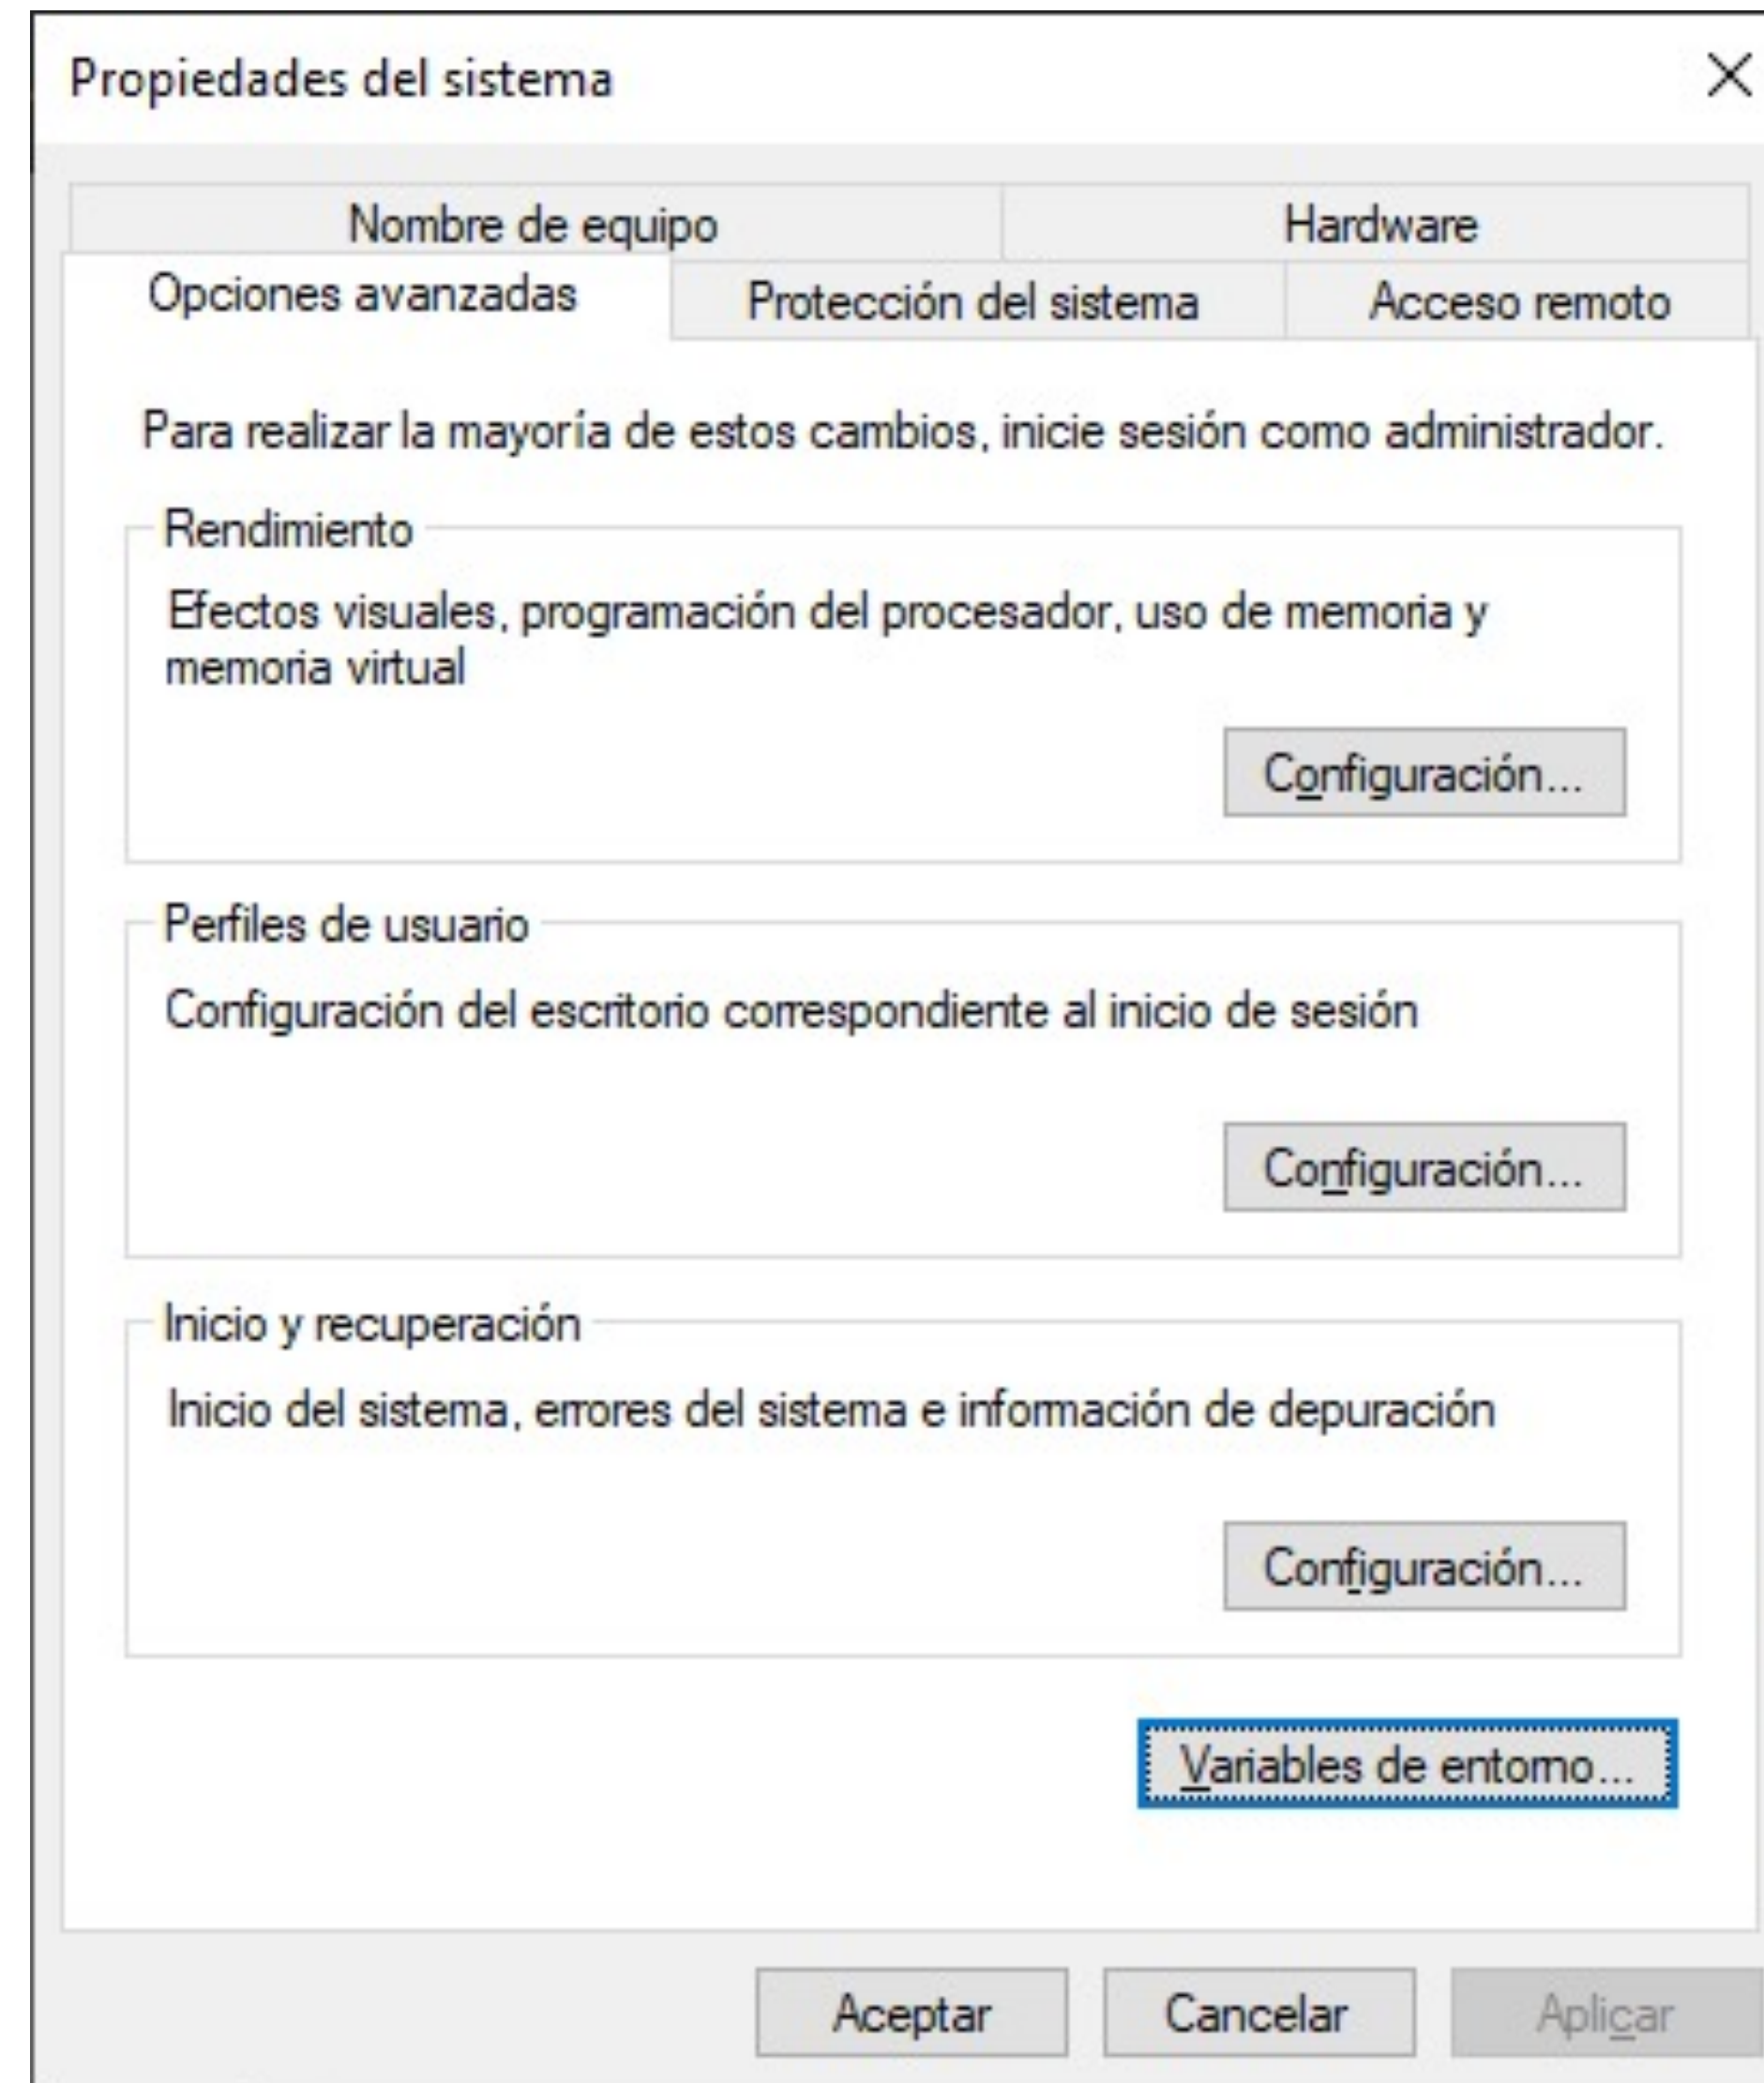 Propiedades del sistema
Nombre de equipo
Hardware
Opciones avanzadas
Protección del sistema
Acceso remoto
Para realizar la mayoría de estos cambios, inicie sesión como administrador.
Rendimiento
Efectos visuales, programación del procesador, uso de memoria y
memoria virtual
Configuración...
Perfiles de usuario
Configuración del escritorio correspondiente al inicio de sesión
Configuración...
Inicio y recuperación
Inicio del sistema, errores del sistema e información de depuración
Configuración...
Variables de entorno...
Aceptar
Cancelar
Aplicar